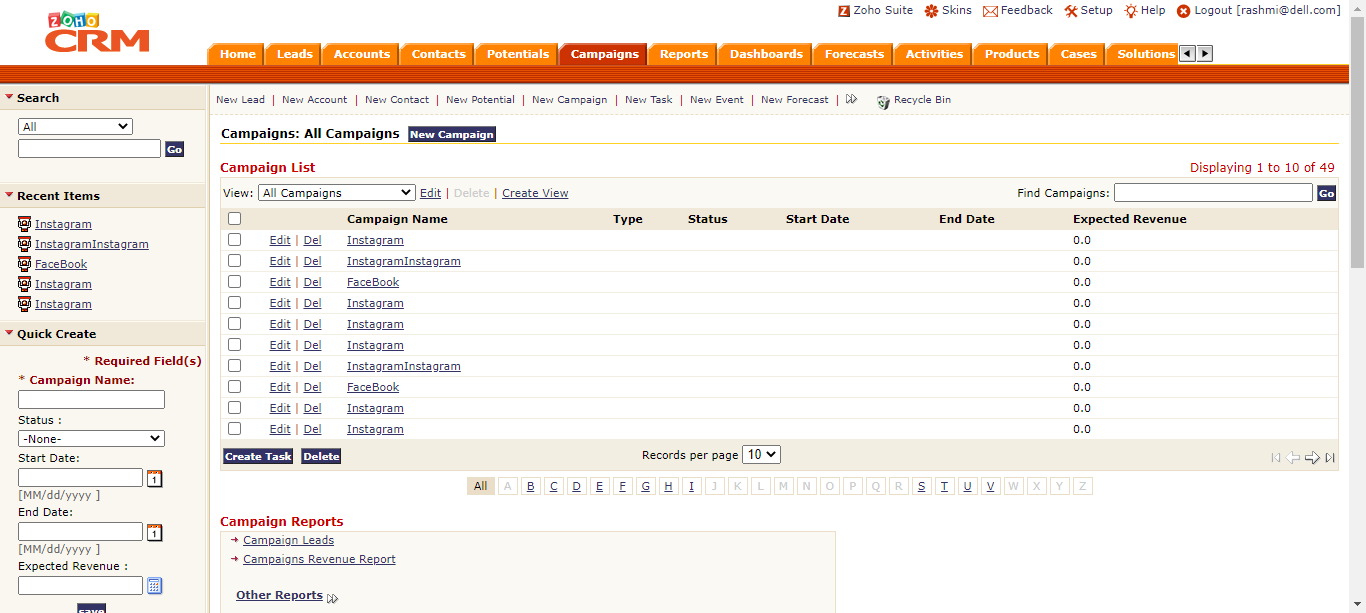 ZOHO
CRM
Zoho Suite Skins Feedback Setup Help Logout [rashmi@dell.com]
Home Leads Accounts Contacts Potentials Campaigns Reports Dashboards Forecasts Activities Products Cases Solutions
Search
All
Go
Recent Items
Instagram
InstagramInstagram
FaceBook
Instagram
Instagram
Quick Create
* Required Field(s)
* Campaign Name:
Status :
-None-
Start Date:
1
[MM/dd/yyyy ]
End Date:
1
[MM/dd/yyyy ]
Expected Revenue :
save
New Lead | New Account | New Contact | New Potential | New Campaign | New Task | New Event | New Forecast | Recycle Bin
Campaigns: All Campaigns New Campaign
Campaign List Displaying 1 to 10 of 49
View: All Campaigns Edit | Delete | Create View Find Campaigns: Go
Campaign Name Type Status Start Date End Date Expected Revenue
Edit | Del Instagram 0.0
Edit | Del InstagramInstagram 0.0
Edit | Del FaceBook 0.0
Edit | Del Instagram 0.0
Edit | Del Instagram 0.0
Edit | Del Instagram 0.0
Edit | Del InstagramInstagram 0.0
Edit | Del FaceBook 0.0
Edit | Del Instagram 0.0
Edit | Del Instagram 0.0
Create Task Delete Records per page 10
All A B C D E F G H I J K L M N O P Q R S T U V W X Y Z
Campaign Reports
Campaign Leads
Campaigns Revenue Report
Other Reports